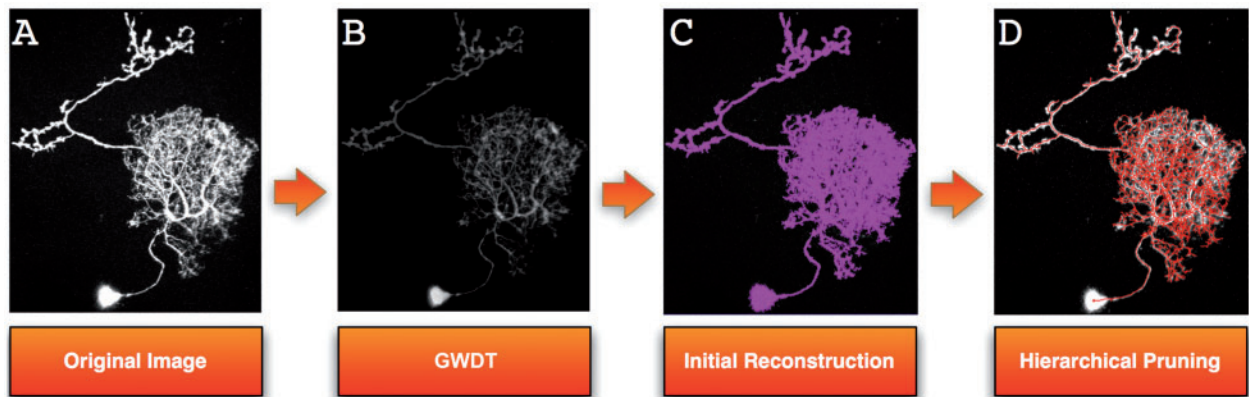 A
B
C
D
Original Image
GWDT
Initial Reconstruction
Hierarchical Pruning